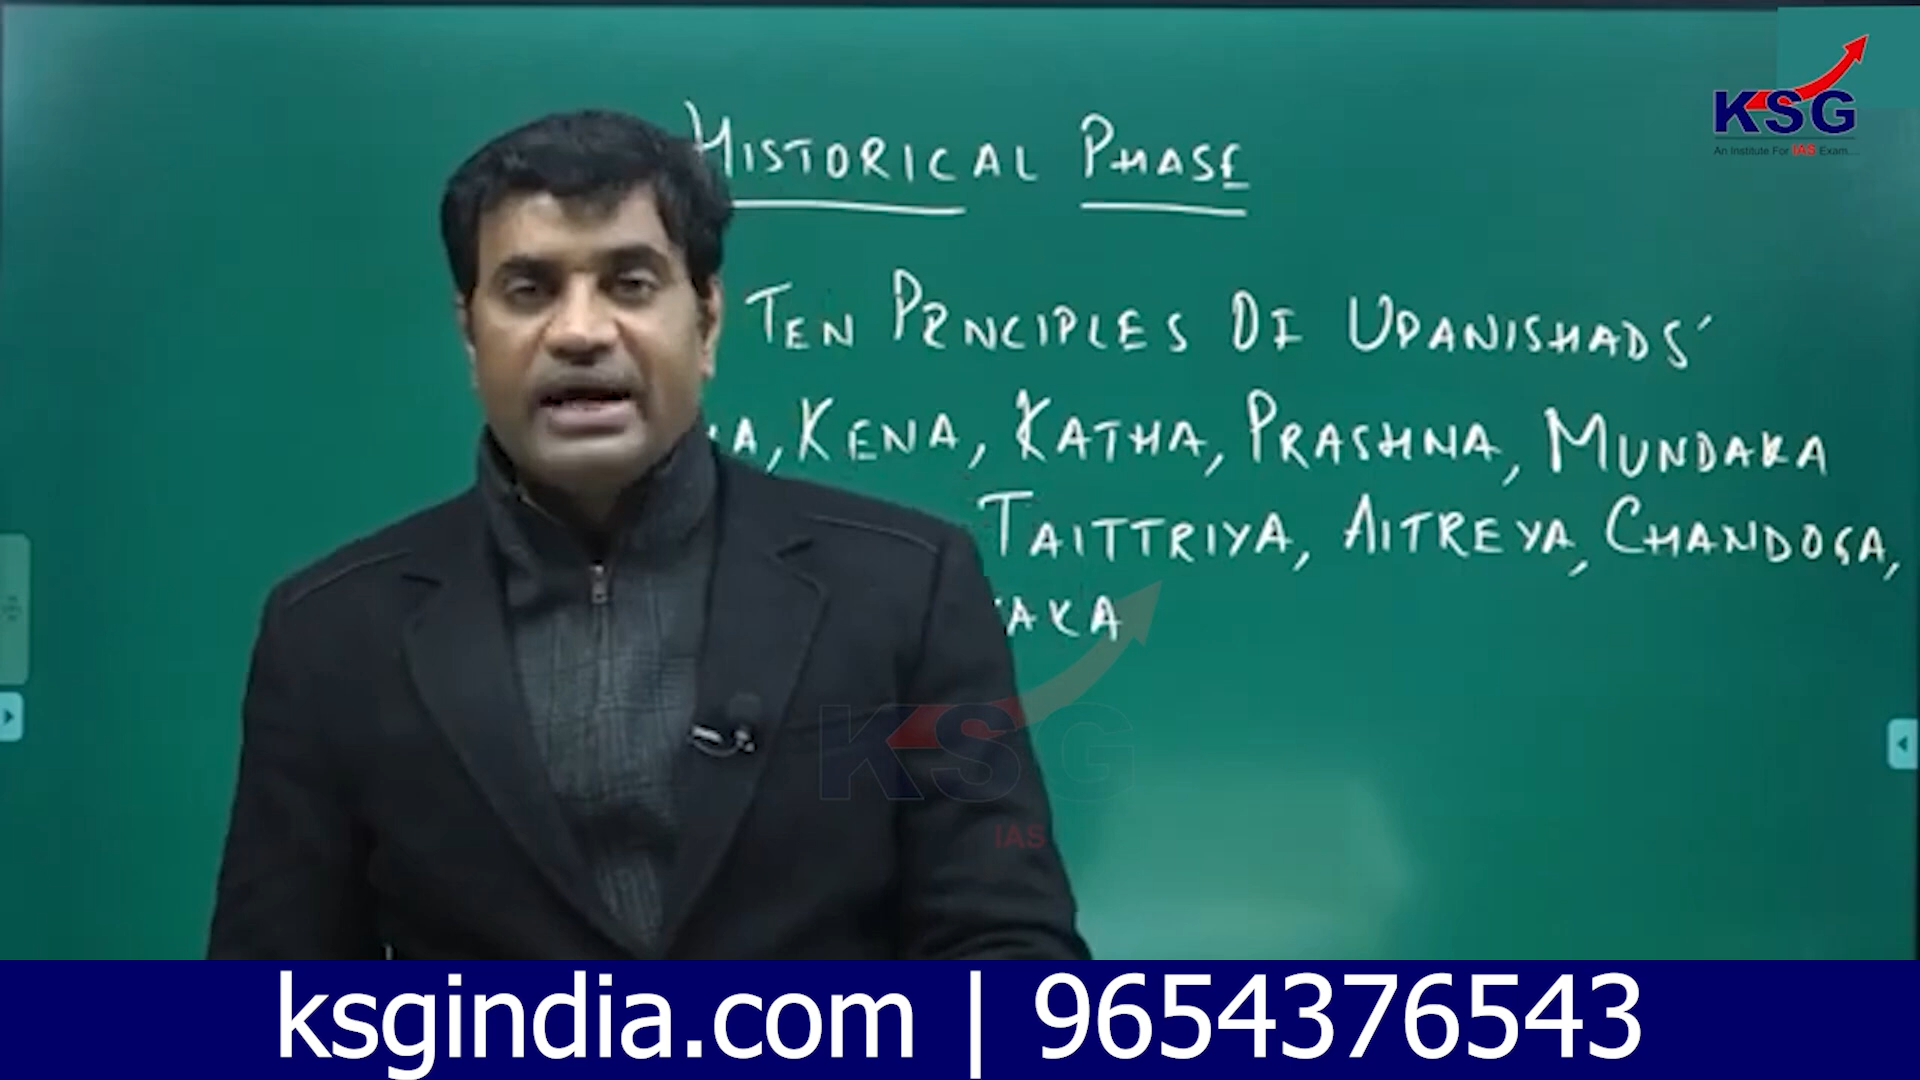 HISTORICAL PHASE
KSG
An Institute For IAS Exam...
TEN PRNCIPLES OF UPANISHADS'
KENA, KATHA, PRASHNA, MUNDAKA
TAITTRIYA, AITREYA, CHANDOGA,
KSG
IAS
ksgindia.com | 9654376543